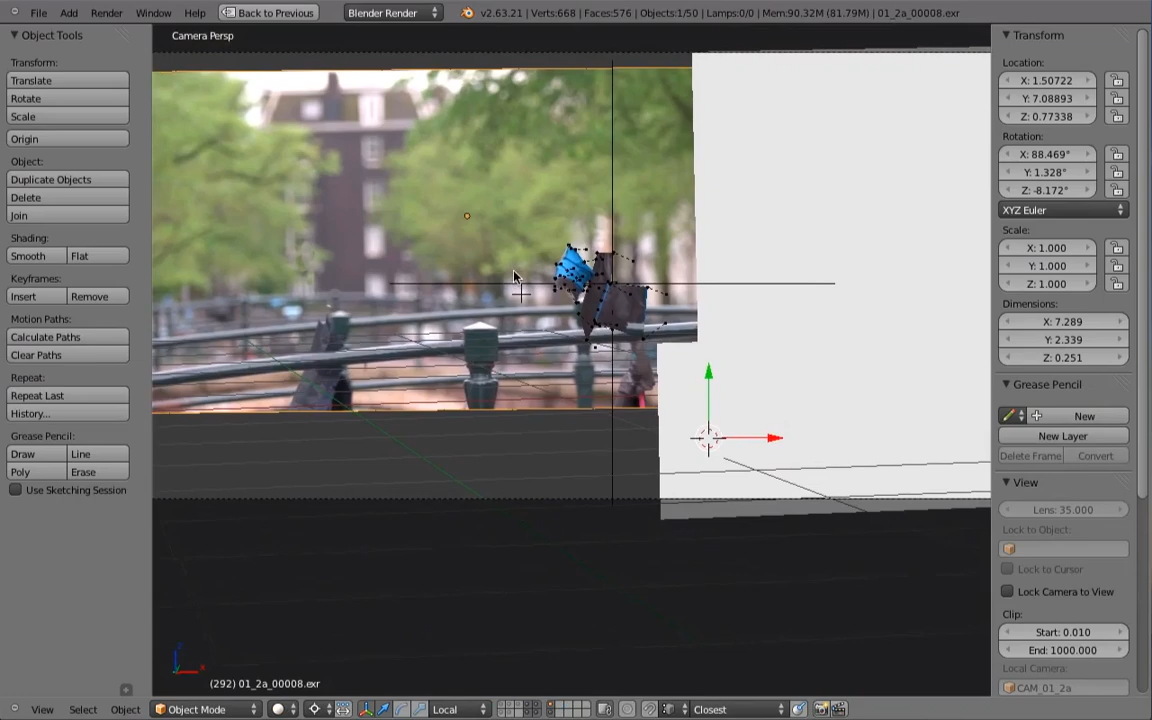 File Add Render Window Help Back to Previous Blender Render v2.63.21 | Verts:668 | Faces:576 | Objects:1/50 | Lamps:0/0 | Mem:90.32M (81.79M) | 01_2a_00008.exr
Object Tools
Transform:
Translate
Rotate
Scale
Origin
Object:
Duplicate Objects
Delete
Join
Shading:
Smooth Flat
Keyframes:
Insert Remove
Motion Paths:
Calculate Paths
Clear Paths
Repeat:
Repeat Last
History...
Grease Pencil:
Draw Line
Poly Erase
Use Sketching Session
Camera Persp
(292) 01_2a_00008.exr
Transform
Location:
X: 1.50722
Y: 7.08893
Z: 0.77338
Rotation:
X: 88.469°
Y: 1.328°
Z: -8.172°
XYZ Euler
Scale:
X: 1.000
Y: 1.000
Z: 1.000
Dimensions:
X: 7.289
Y: 2.339
Z: 0.251
Grease Pencil
New
New Layer
Delete Frame Convert
View
Lens: 35.000
Lock to Object:
Lock to Cursor
Lock Camera to View
Clip:
Start: 0.010
End: 1000.000
Local Camera:
CAM_01_2a
View Select Object Object Mode Local Closest